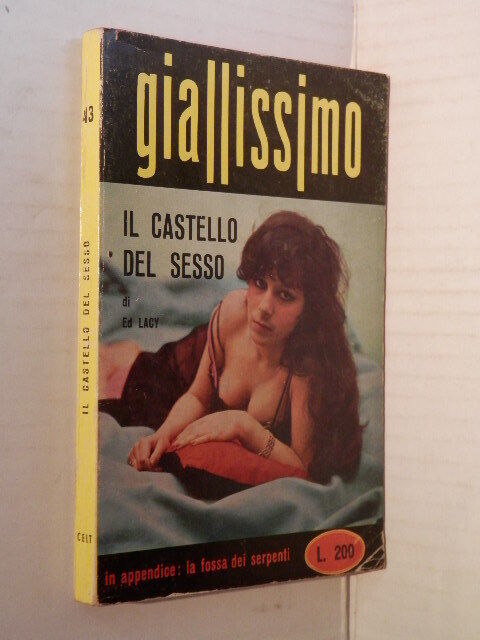 giallissimo
IL CASTELLO
DEL SESSO
di
Ed LACY
in appendice: la fossa dei serpenti
L. 200
43
IL CASTELLO DEL SESSO
CELT